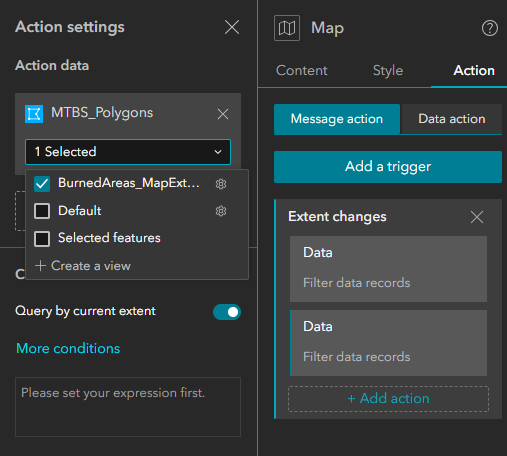 Action settings
Action data
MTBS_Polygons
1 Selected
BurnedAreas_MapExt...
Default
Selected features
+ Create a view
C
Query by current extent
More conditions
Please set your expression first.
Map
?
Content
Style
Action
Message action
Data action
Add a trigger
Extent changes
Data
Filter data records
Data
Filter data records
+ Add action